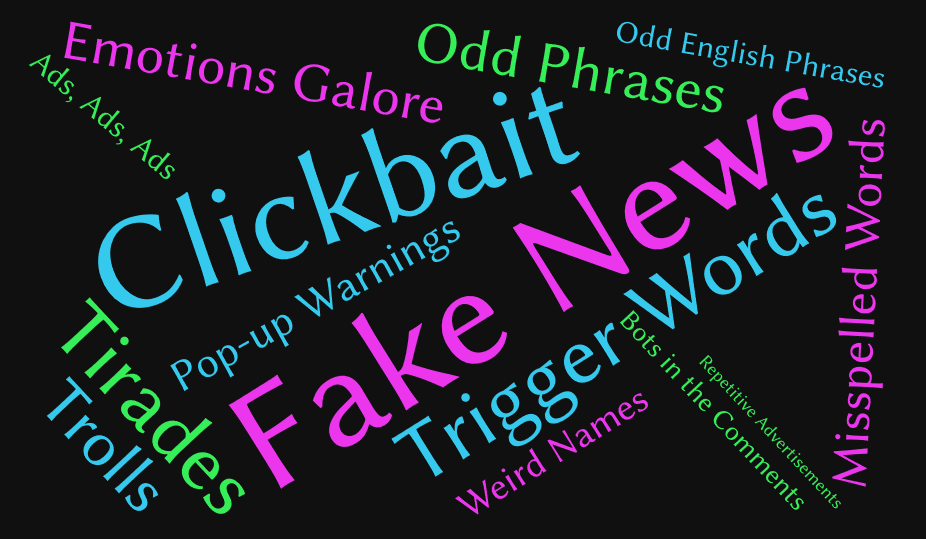 Emotions Galore
Odd Phrases
Odd English Phrases
Ads, Ads, Ads
Clickbait
Fake News
Misspelled Words
Pop-up Warnings
Trigger Words
Tirades
Trolls
Weird Names
Bots in the Comments
Repetitive Advertisements